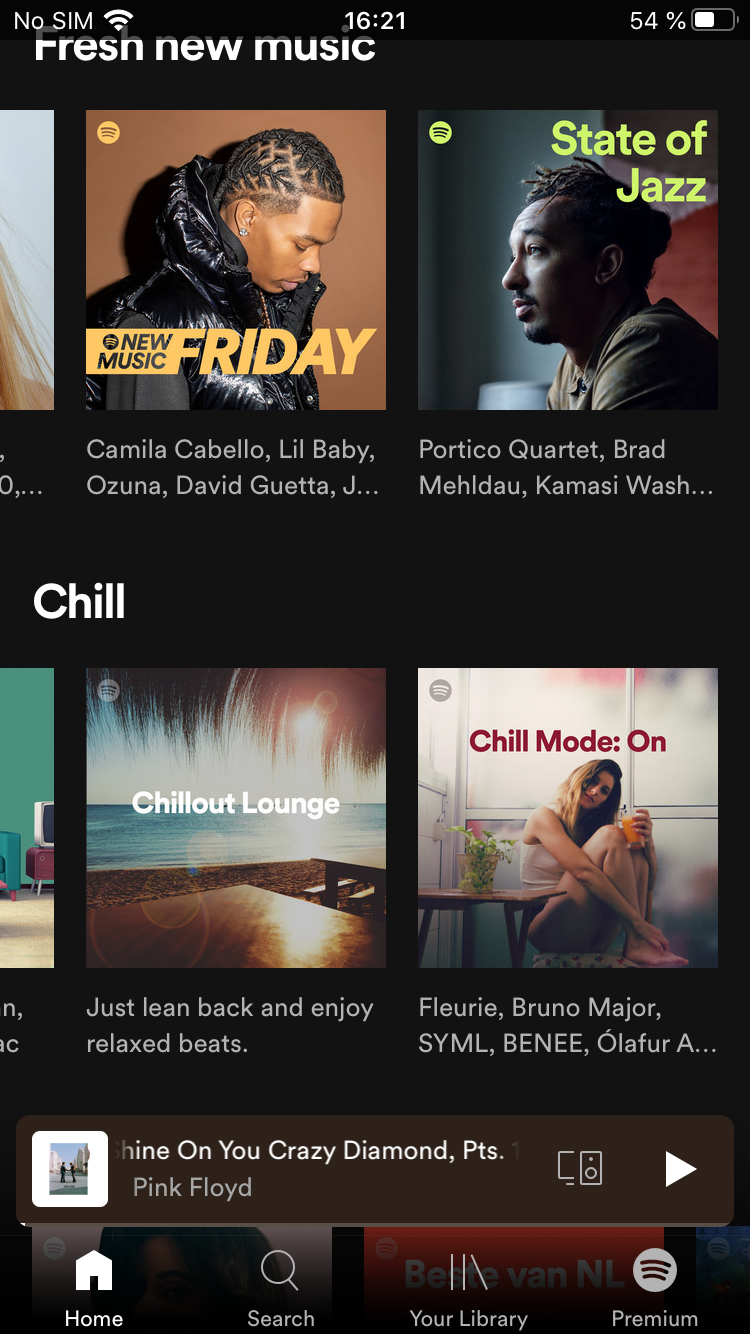 No SIM 16:21 54 %
Fresh new music
NEW
MUSIC FRIDAY
State of
Jazz
, Camila Cabello, Lil Baby, Portico Quartet, Brad
0,... Ozuna, David Guetta, J... Mehldau, Kamasi Wash...
Chill
Chillout Lounge
Chill Mode: On
n, Just lean back and enjoy Fleurie, Bruno Major,
ac relaxed beats. SYML, BENEE, Ólafur A...
Shine On You Crazy Diamond, Pts. 1
Pink Floyd
Beste van NL
Home Search Your Library Premium